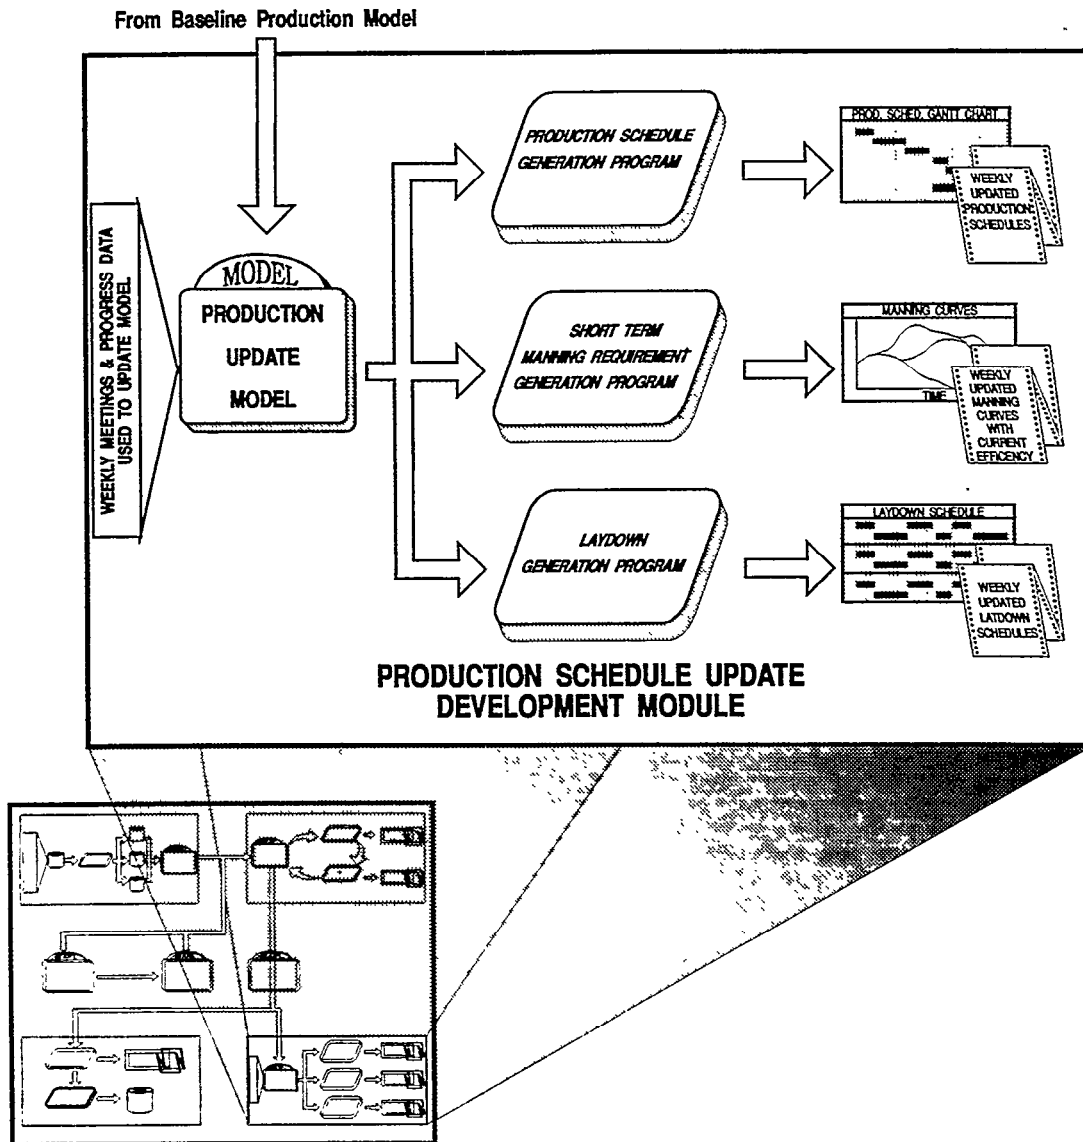 From Baseline Production Model
WEEKLY MEETINGS & PROGRESS DATA
USED TO UPDATE MODEL
MODEL
PRODUCTION
UPDATE
MODEL
PRODUCTION SCHEDULE
GENERATION PROGRAM
PROD. SCHED. GANTT CHART
WEEKLY
UPDATED
PRODUCTION
SCHEDULES
SHORT TERM
MANNING REQUIREMENT
GENERATION PROGRAM
MANNING CURVES
TIME
WEEKLY
UPDATED
MANNING
CURVES
WITH
CURRENT
EFFICENCY
LAYDOWN
GENERATION PROGRAM
LAYDOWN SCHEDULE
WEEKLY
UPDATED
LATDOWN
SCHEDULES
PRODUCTION SCHEDULE UPDATE
DEVELOPMENT MODULE